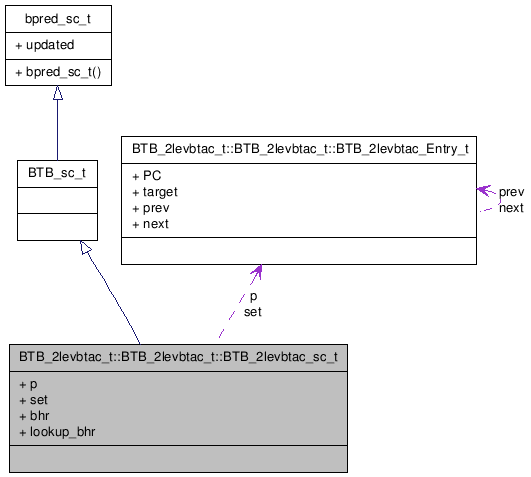 bpred_sc_t
+ updated
+ bpred_sc_t()
BTB_sc_t
BTB_2levbtac_t::BTB_2levbtac_t::BTB_2levbtac_Entry_t
+ PC
+ target
+ prev
+ next
prev
next
p
set
BTB_2levbtac_t::BTB_2levbtac_t::BTB_2levbtac_sc_t
+ p
+ set
+ bhr
+ lookup_bhr